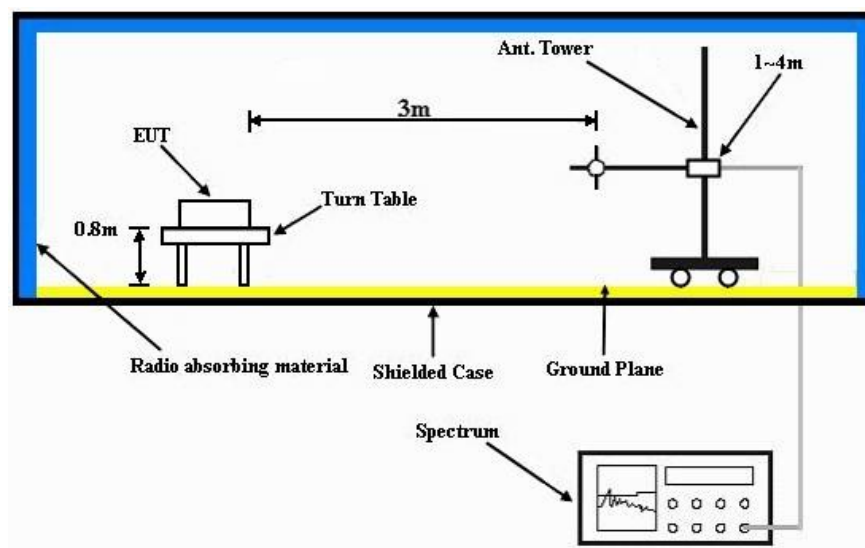 Ant. Tower
1~4m
3m
EUT
Turn Table
0.8m
Radio absorbing material
Shielded Case
Ground Plane
Spectrum